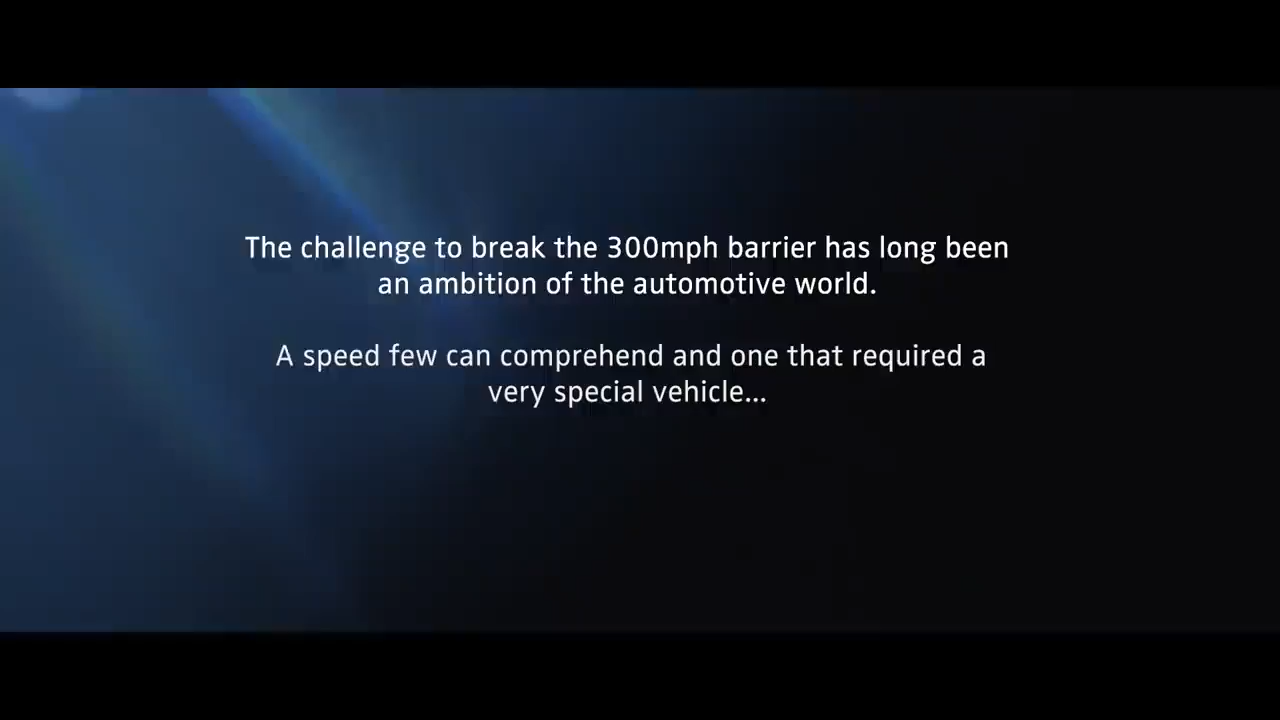 The challenge to break the 300mph barrier has long been
an ambition of the automotive world.
A speed few can comprehend and one that required a
very special vehicle...